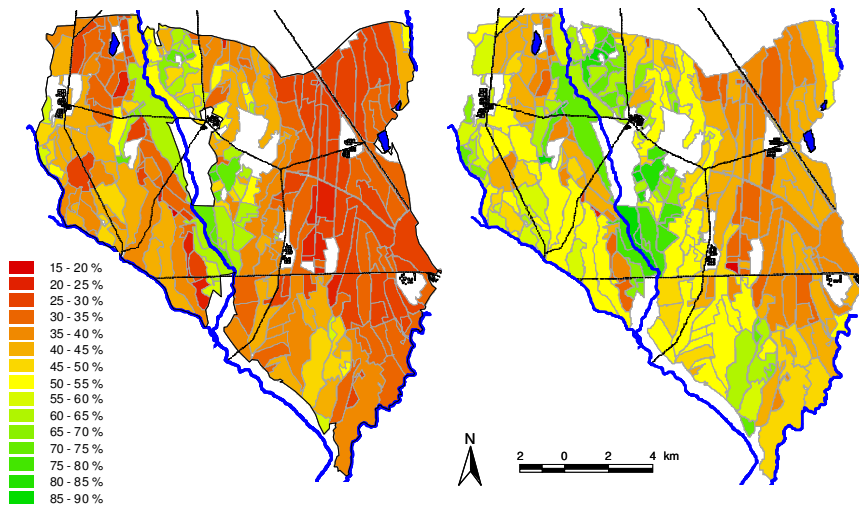 15 - 20 %
20 - 25 %
25 - 30 %
30 - 35 %
35 - 40 %
40 - 45 %
45 - 50 %
50 - 55 %
55 - 60 %
60 - 65 %
65 - 70 %
70 - 75 %
75 - 80 %
80 - 85 %
85 - 90 %
N
2 0 2 4 km